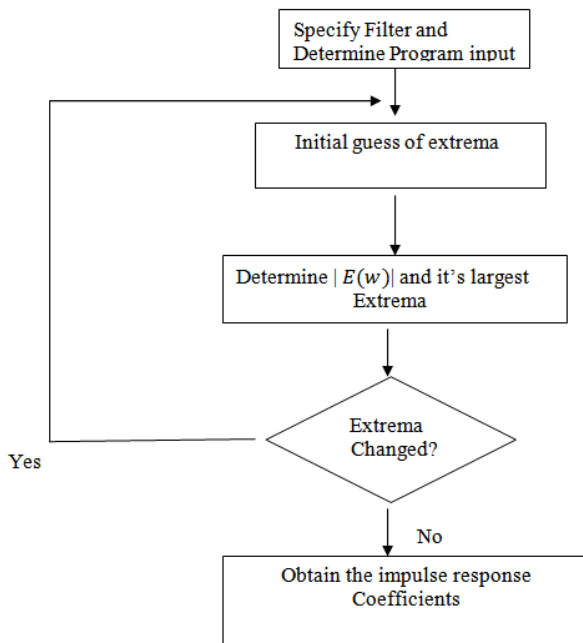 Specify Filter and
Determine Program input
Initial guess of extrema
Determine | E(w)| and it's largest
Extrema
Extrema
Changed?
Yes
No
Obtain the impulse response
Coefficients